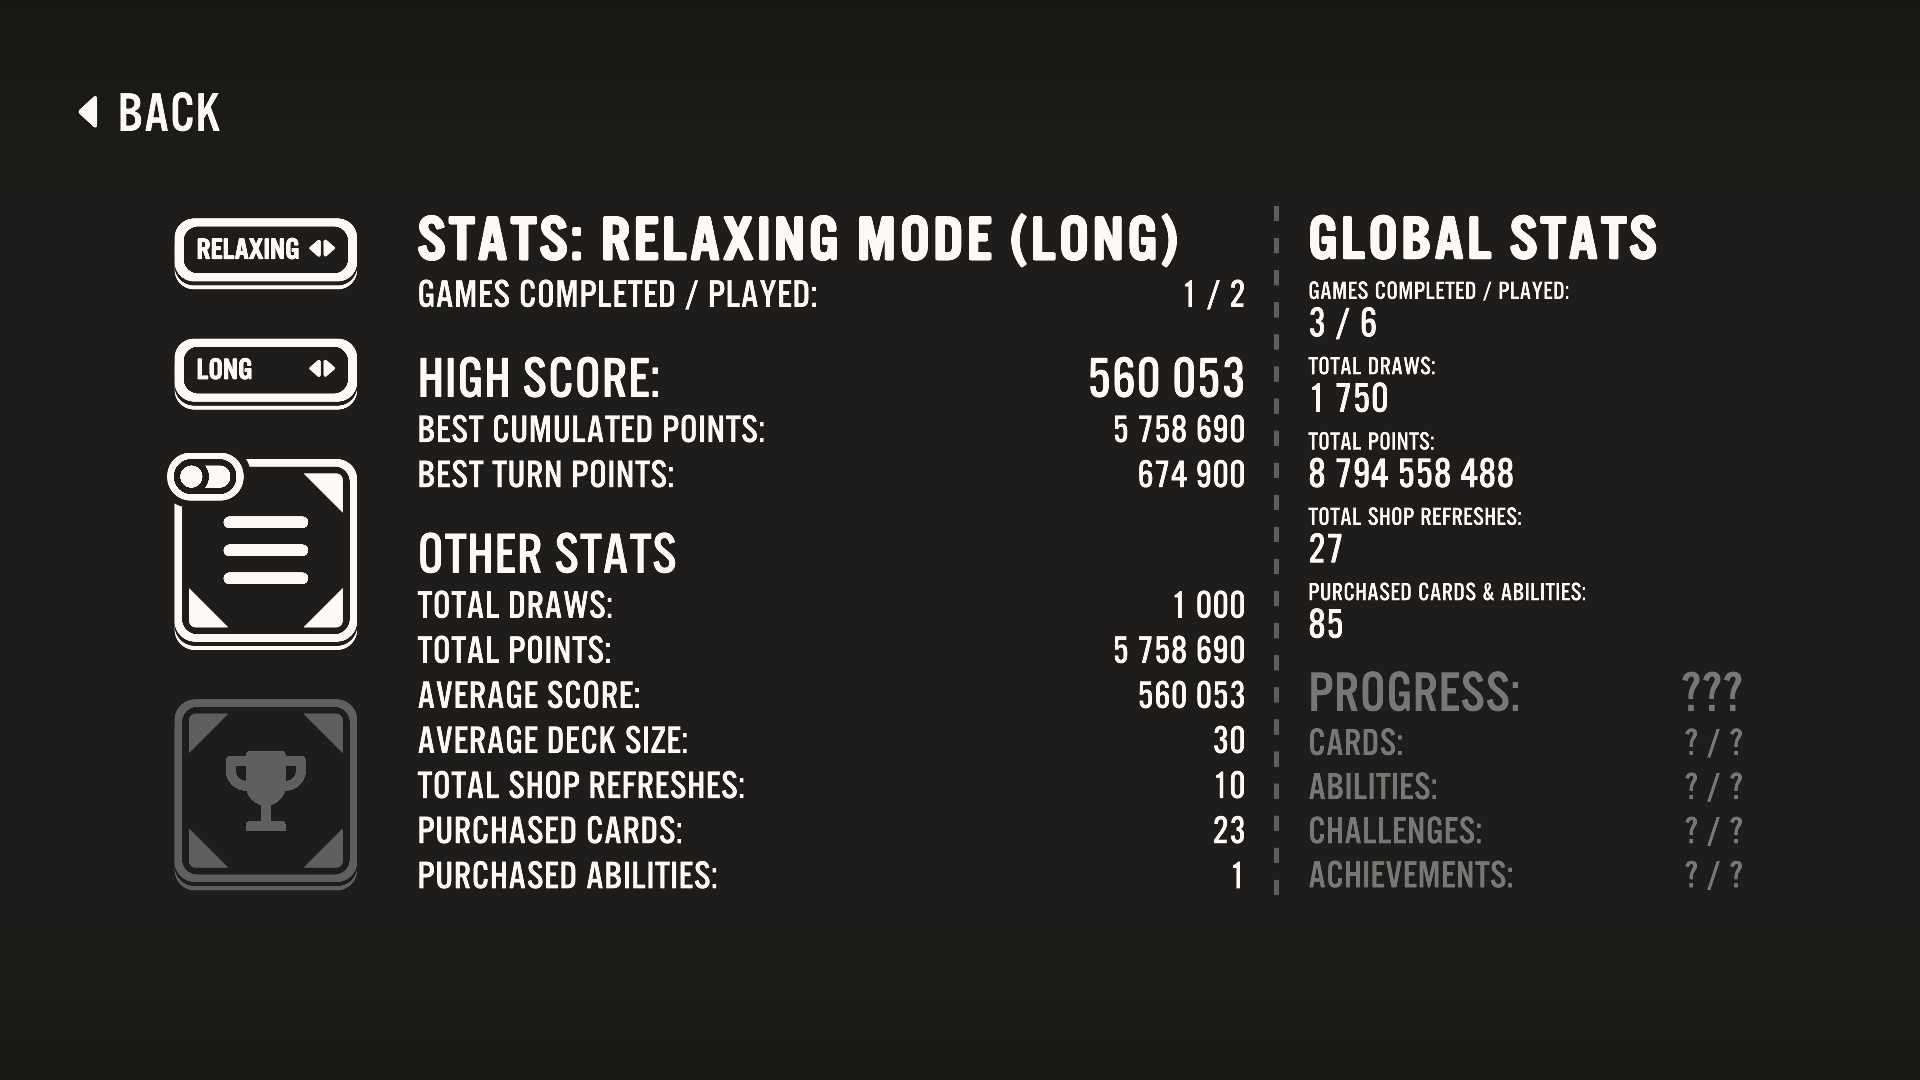 BACK
RELAXING
LONG
STATS: RELAXING MODE (LONG)
GAMES COMPLETED / PLAYED: 1 / 2
HIGH SCORE: 560 053
BEST CUMULATED POINTS: 5 758 690
BEST TURN POINTS: 674 900
OTHER STATS
TOTAL DRAWS: 1 000
TOTAL POINTS: 5 758 690
AVERAGE SCORE: 560 053
AVERAGE DECK SIZE: 30
TOTAL SHOP REFRESHES: 10
PURCHASED CARDS: 23
PURCHASED ABILITIES: 1
GLOBAL STATS
GAMES COMPLETED / PLAYED:
3 / 6
TOTAL DRAWS:
1 750
TOTAL POINTS:
8 794 558 488
TOTAL SHOP REFRESHES:
27
PURCHASED CARDS & ABILITIES:
85
PROGRESS: ???
CARDS: ? / ?
ABILITIES: ? / ?
CHALLENGES: ? / ?
ACHIEVEMENTS: ? / ?